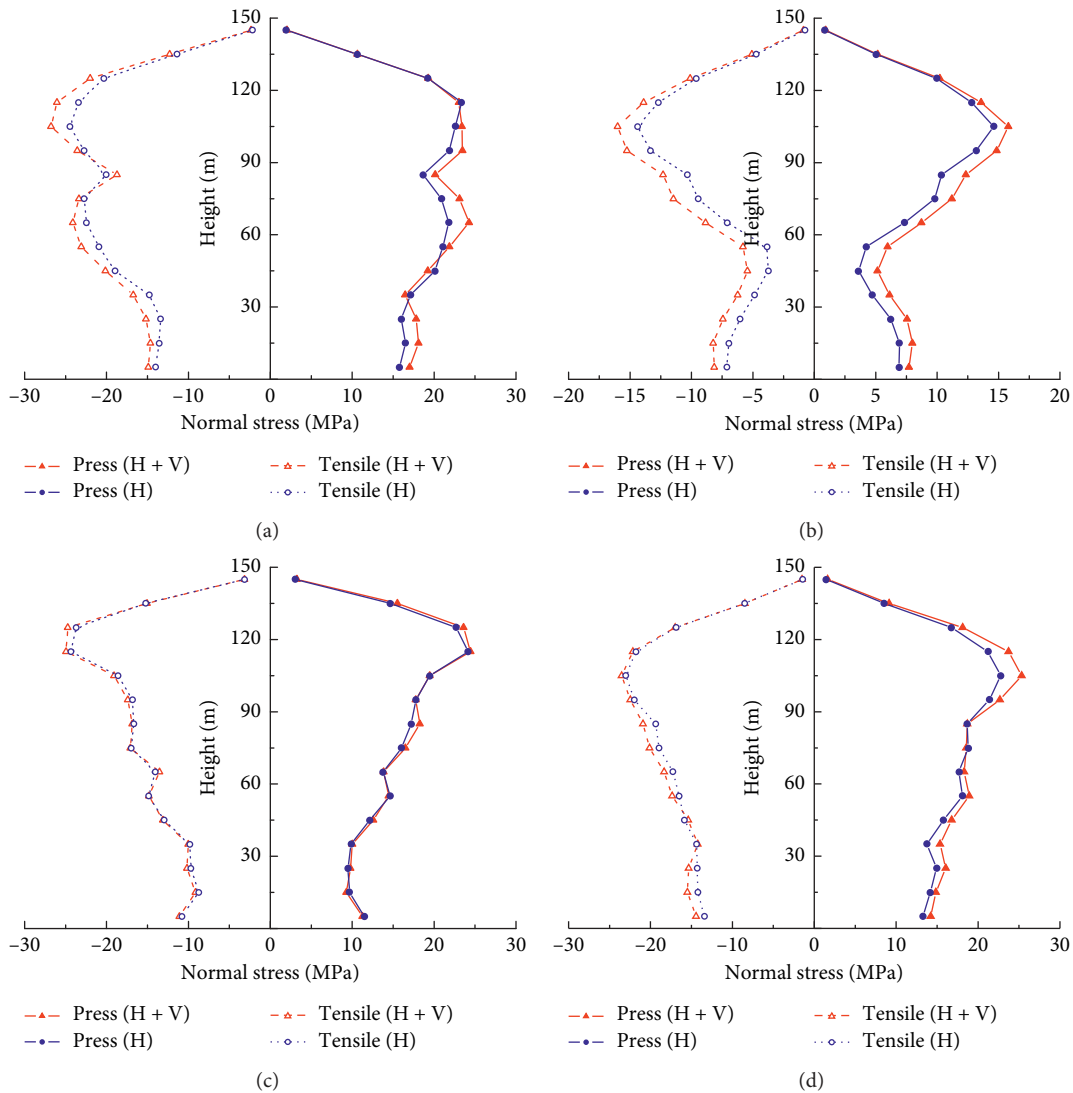 150
120
90
60
30
Height (m)
−30 −20 −10 0 10 20 30
Normal stress (MPa)
Press (H + V) Tensile (H + V)
Press (H) Tensile (H)
(a)
150
120
90
60
30
Height (m)
−20 −15 −10 −5 0 5 10 15 20
Normal stress (MPa)
Press (H + V) Tensile (H + V)
Press (H) Tensile (H)
(b)
150
120
90
60
30
Height (m)
−30 −20 −10 0 10 20 30
Normal stress (MPa)
Press (H + V) Tensile (H + V)
Press (H) Tensile (H)
(c)
150
120
90
60
30
Height (m)
−30 −20 −10 0 10 20 30
Normal stress (MPa)
Press (H + V) Tensile (H + V)
Press (H) Tensile (H)
(d)